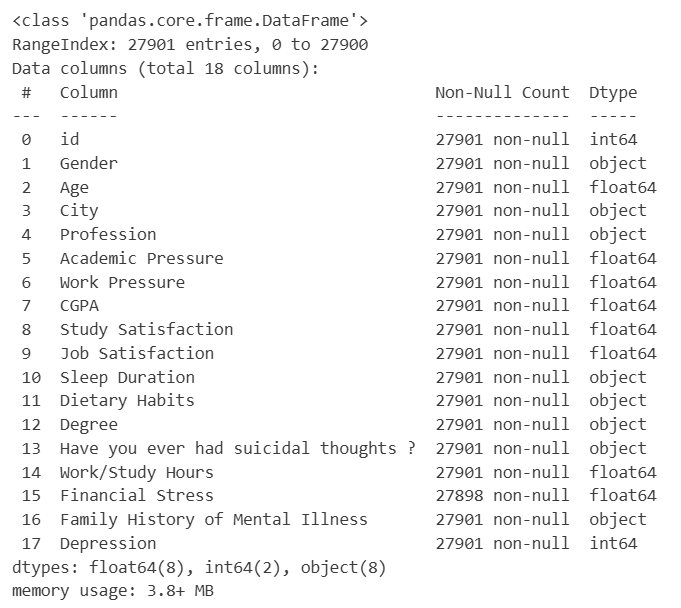 <class 'pandas.core.frame.DataFrame'>
RangeIndex: 27901 entries, 0 to 27900
Data columns (total 18 columns):
 #   Column                                 Non-Null Count  Dtype  
---  ------                                 --------------  -----  
 0   id                                     27901 non-null  int64  
 1   Gender                                 27901 non-null  object 
 2   Age                                    27901 non-null  float64
 3   City                                   27901 non-null  object 
 4   Profession                             27901 non-null  object 
 5   Academic Pressure                      27901 non-null  float64
 6   Work Pressure                          27901 non-null  float64
 7   CGPA                                   27901 non-null  float64
 8   Study Satisfaction                     27901 non-null  float64
 9   Job Satisfaction                       27901 non-null  float64
 10  Sleep Duration                         27901 non-null  object 
 11  Dietary Habits                         27901 non-null  object 
 12  Degree                                 27901 non-null  object 
 13  Have you ever had suicidal thoughts ?  27901 non-null  object 
 14  Work/Study Hours                       27901 non-null  float64
 15  Financial Stress                       27898 non-null  float64
 16  Family History of Mental Illness       27901 non-null  object 
 17  Depression                             27901 non-null  int64  
dtypes: float64(8), int64(2), object(8)
memory usage: 3.8+ MB